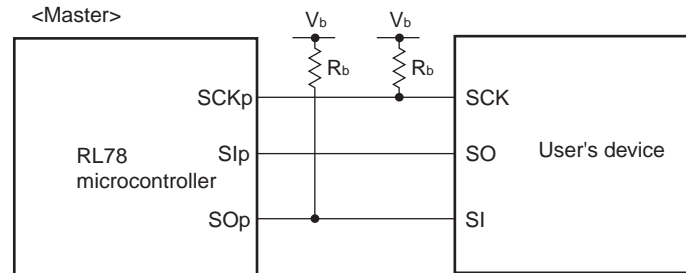 <Master>
Vb
Vb
Rb
Rb
SCKp
SCK
SIp
SO
RL78
microcontroller
User's device
SOp
SI